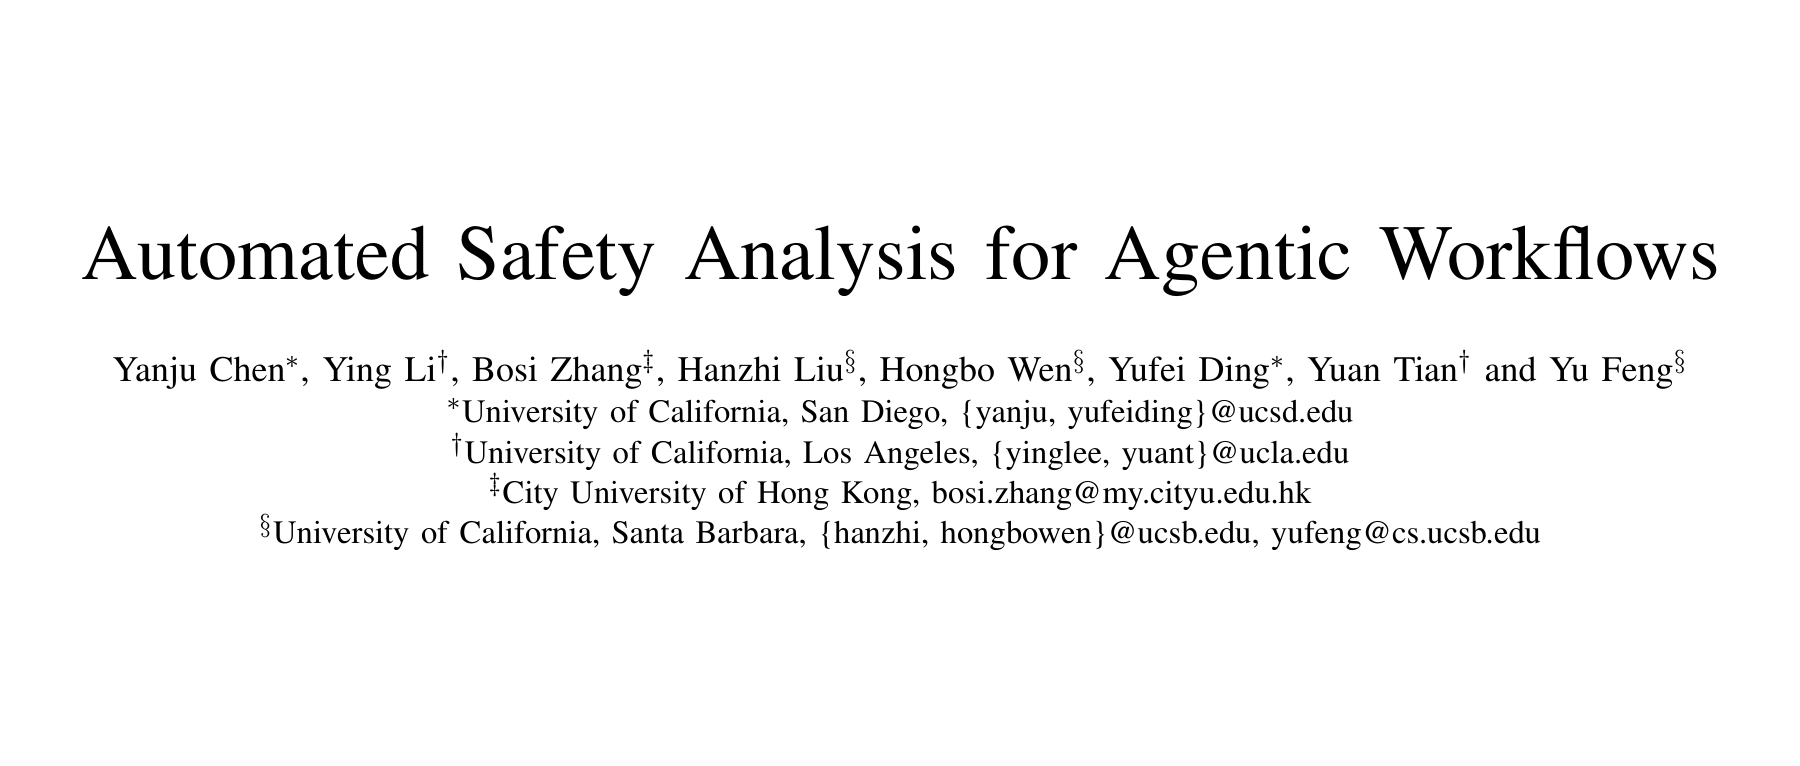 Automated Safety Analysis for Agentic Workflows
Yanju Chen*, Ying Li†, Bosi Zhang‡, Hanzhi Liu§, Hongbo Wen§, Yufei Ding*, Yuan Tian† and Yu Feng§
*University of California, San Diego, {yanju, yufeiding}@ucsd.edu
†University of California, Los Angeles, {yinglee, yuant}@ucla.edu
‡City University of Hong Kong, bosi.zhang@my.cityu.edu.hk
§University of California, Santa Barbara, {hanzhi, hongbowen}@ucsb.edu, yufeng@cs.ucsb.edu